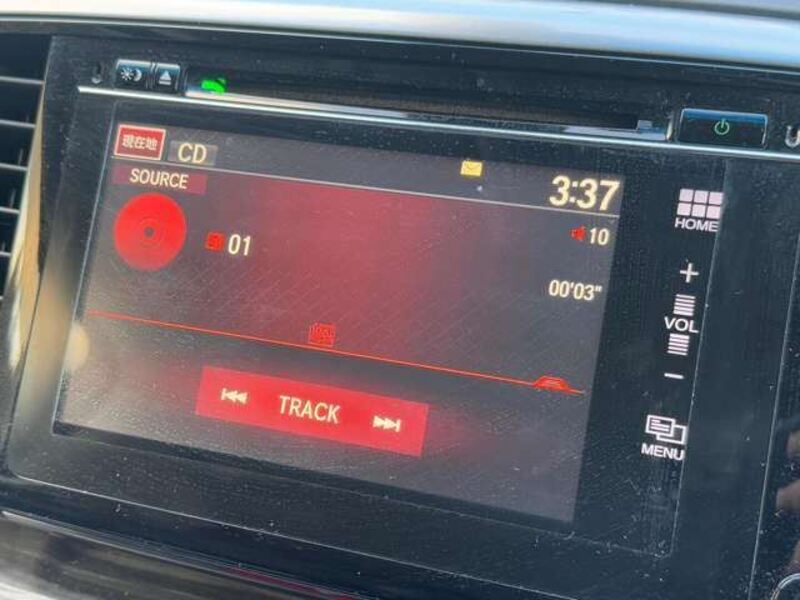 現在地 CD
3:37
SOURCE
01
10
00'03"
TRACK
HOME
+
VOL
−
MENU